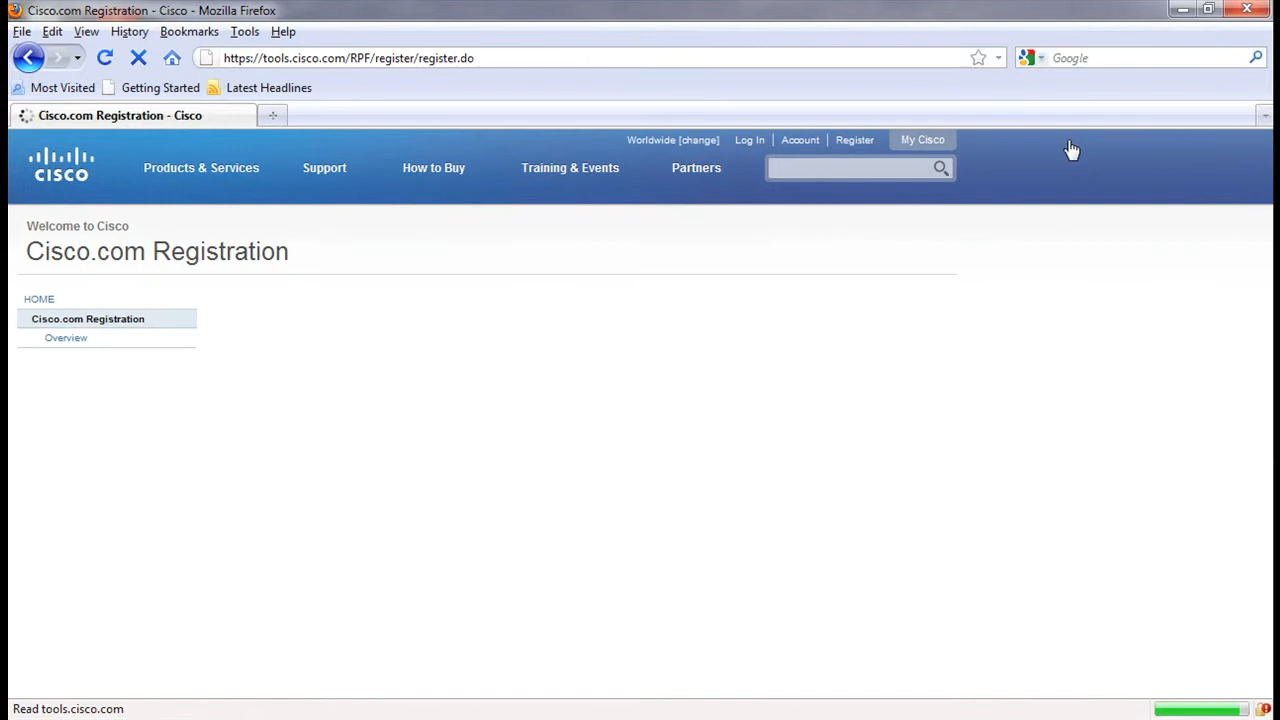 Cisco.com Registration - Cisco - Mozilla Firefox
File Edit View History Bookmarks Tools Help
https://tools.cisco.com/RPF/register/register.do Google
Most Visited Getting Started Latest Headlines
Cisco.com Registration - Cisco
Worldwide [change] Log In Account Register My Cisco
CISCO Products & Services Support How to Buy Training & Events Partners
Welcome to Cisco
Cisco.com Registration
HOME
Cisco.com Registration
Overview
Read tools.cisco.com